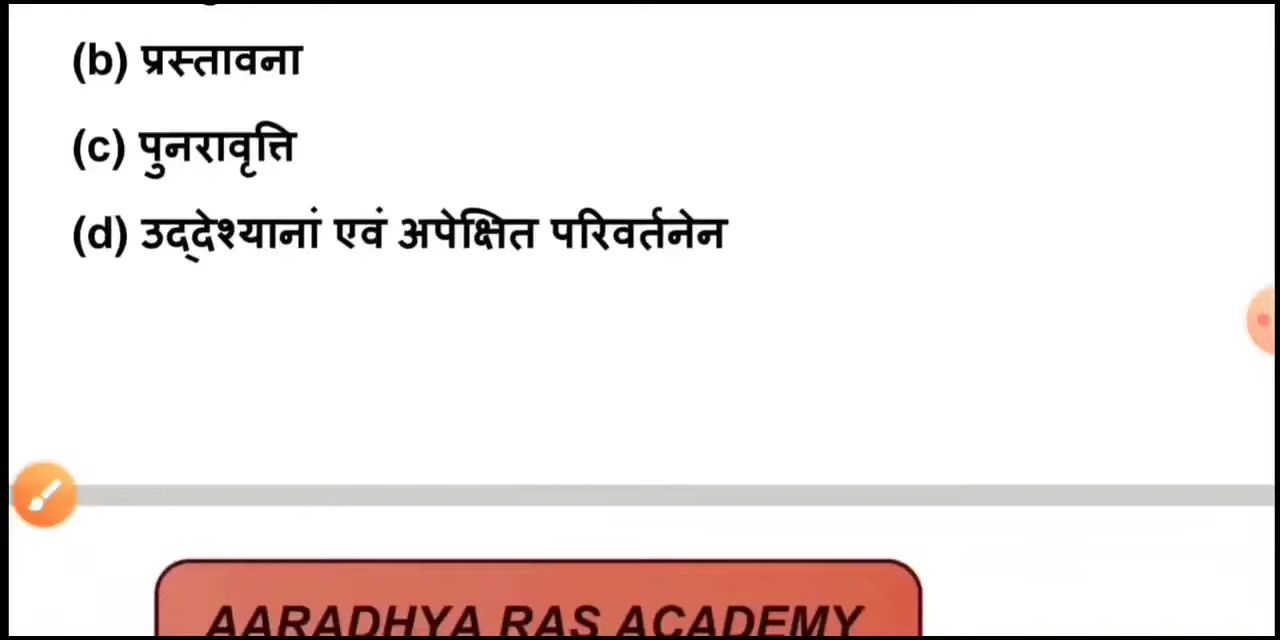 (b) प्रस्तावना
(c) पुनरावृत्ति
(d) उद्देश्यानां एवं अपेक्षित परिवर्तनेन
AARADHYA RAS ACADEMY